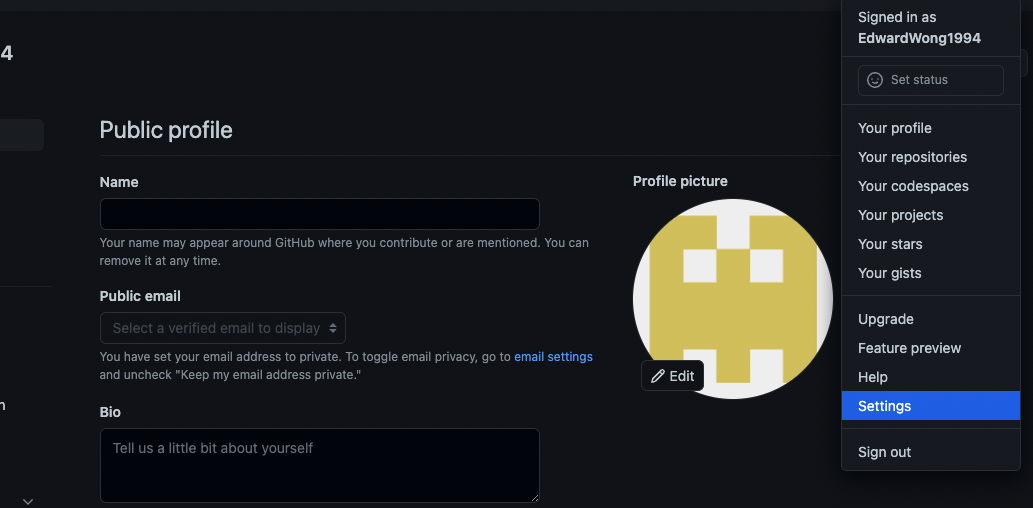 4
Public profile
Name
Your name may appear around GitHub where you contribute or are mentioned. You can
remove it at any time.
Public email
Select a verified email to display
You have set your email address to private. To toggle email privacy, go to email settings
and uncheck "Keep my email address private."
Bio
Tell us a little bit about yourself
n
Profile picture
Edit
Signed in as
EdwardWong1994
Set status
Your profile
Your repositories
Your codespaces
Your projects
Your stars
Your gists
Upgrade
Feature preview
Help
Settings
Sign out